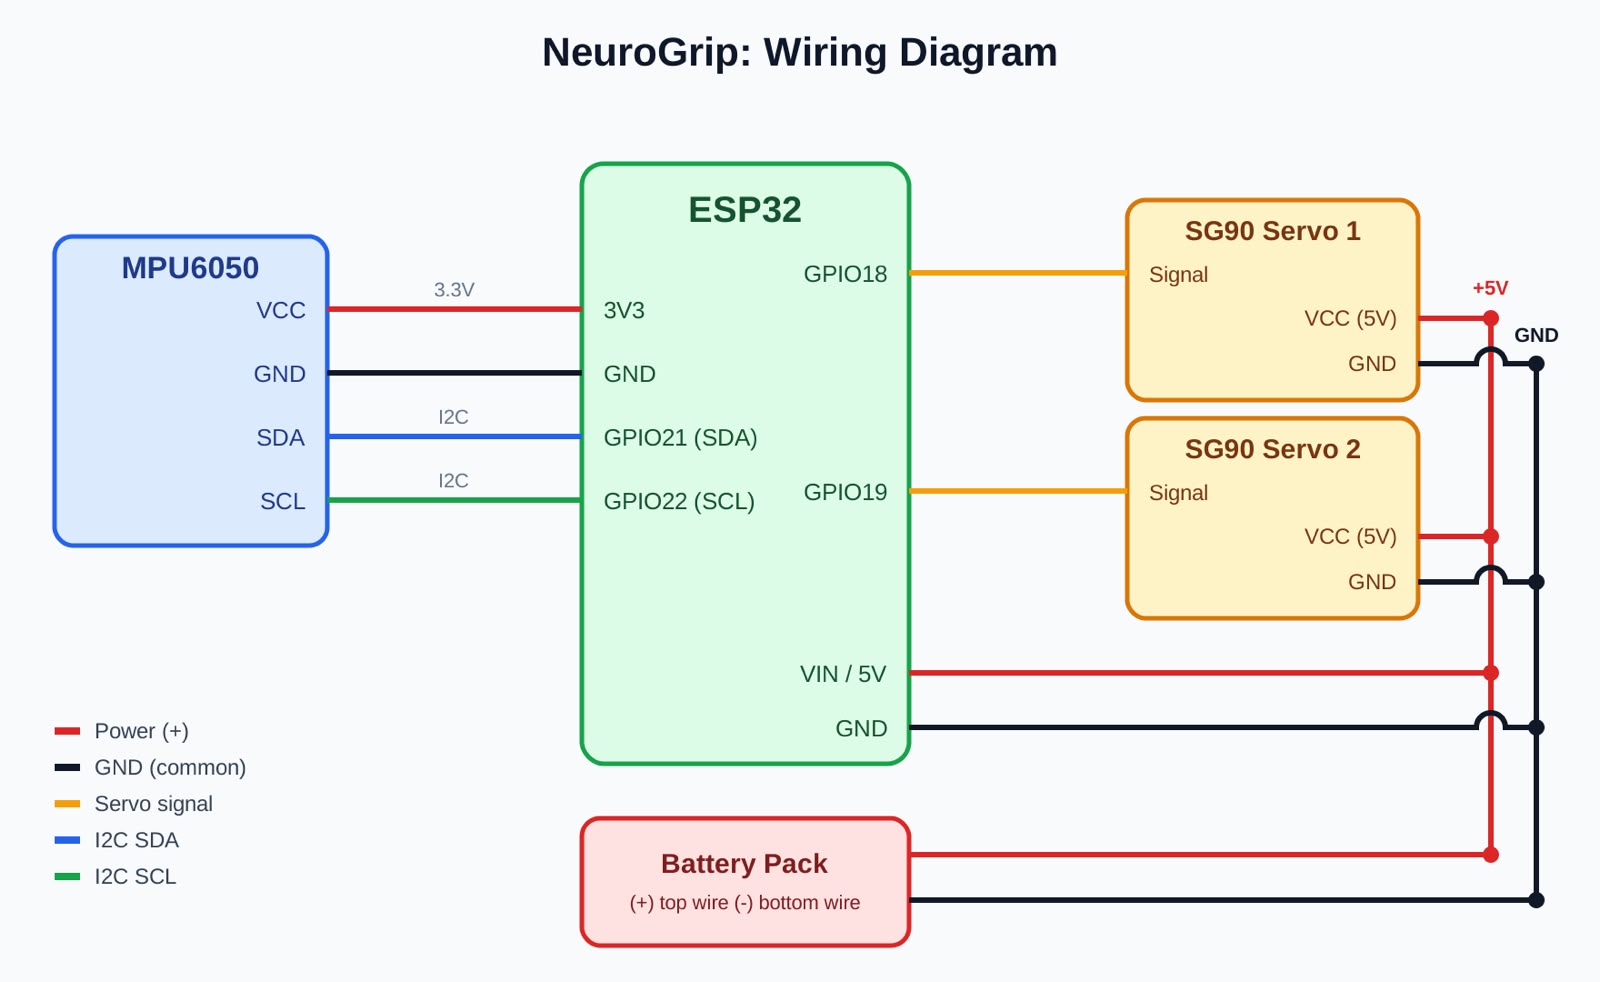 NeuroGrip: Wiring Diagram
MPU6050
VCC
GND
SDA
SCL
3.3V
I2C
I2C
ESP32
3V3
GND
GPIO21 (SDA)
GPIO22 (SCL)
GPIO18
GPIO19
VIN / 5V
GND
SG90 Servo 1
Signal
VCC (5V)
GND
SG90 Servo 2
Signal
VCC (5V)
GND
+5V
GND
Power (+)
GND (common)
Servo signal
I2C SDA
I2C SCL
Battery Pack
(+) top wire (-) bottom wire